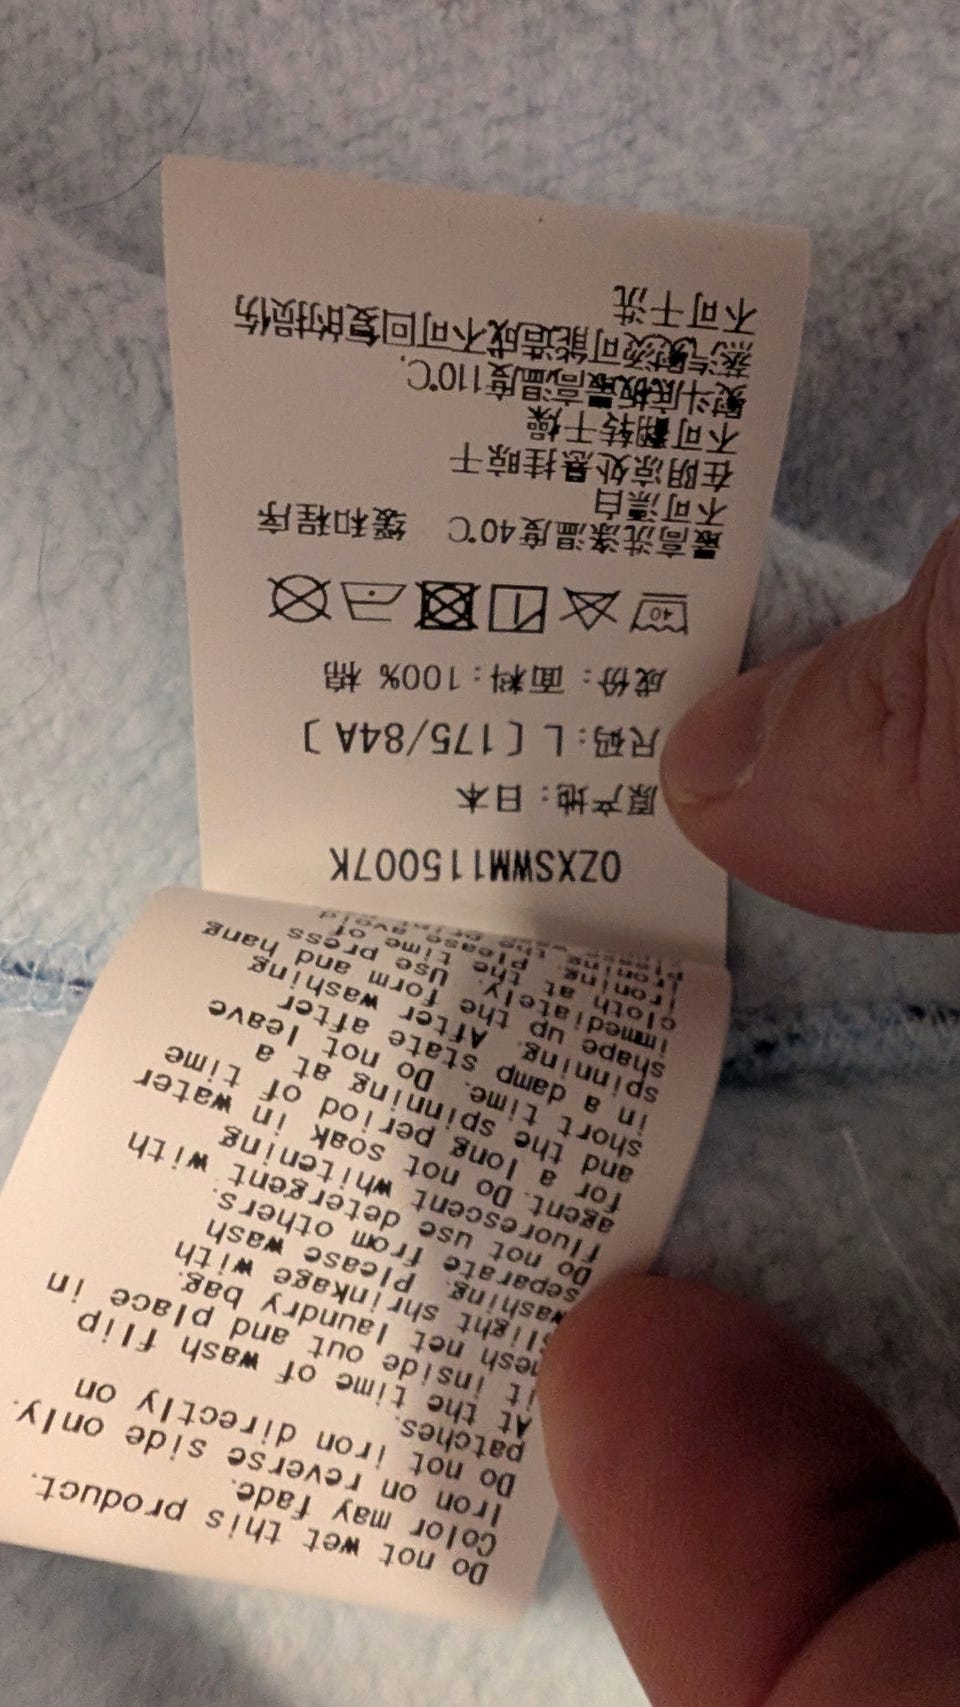 Do not wet this product.
Color may fade.
Iron on reverse side only.
Do not iron directly on
patches.
At the time of wash flip
it inside out and place in
mesh net laundry bag.
slight shrinkage with
washing. Please wash
separate from others.
Do not use detergent with
fluorescent whitening
agent. Do not soak in water
for a long period of time
and the spinning at a
short time. Do not leave
in a damp state after
spinning. After washing
shape up the form and hang
immediately. Use press
cloth at the time of
ironing. Please
OZXSWM115007K
原产地：日本
尺码：L〔175/84A〕
成份：面料：100% 棉
40
最高洗涤温度40℃ 缓和程序
不可漂白
在阴凉处悬挂晾干
不可翻转干燥
熨斗底板最高温度110℃,
蒸汽熨烫可能造成不可回复的损伤
不可干洗